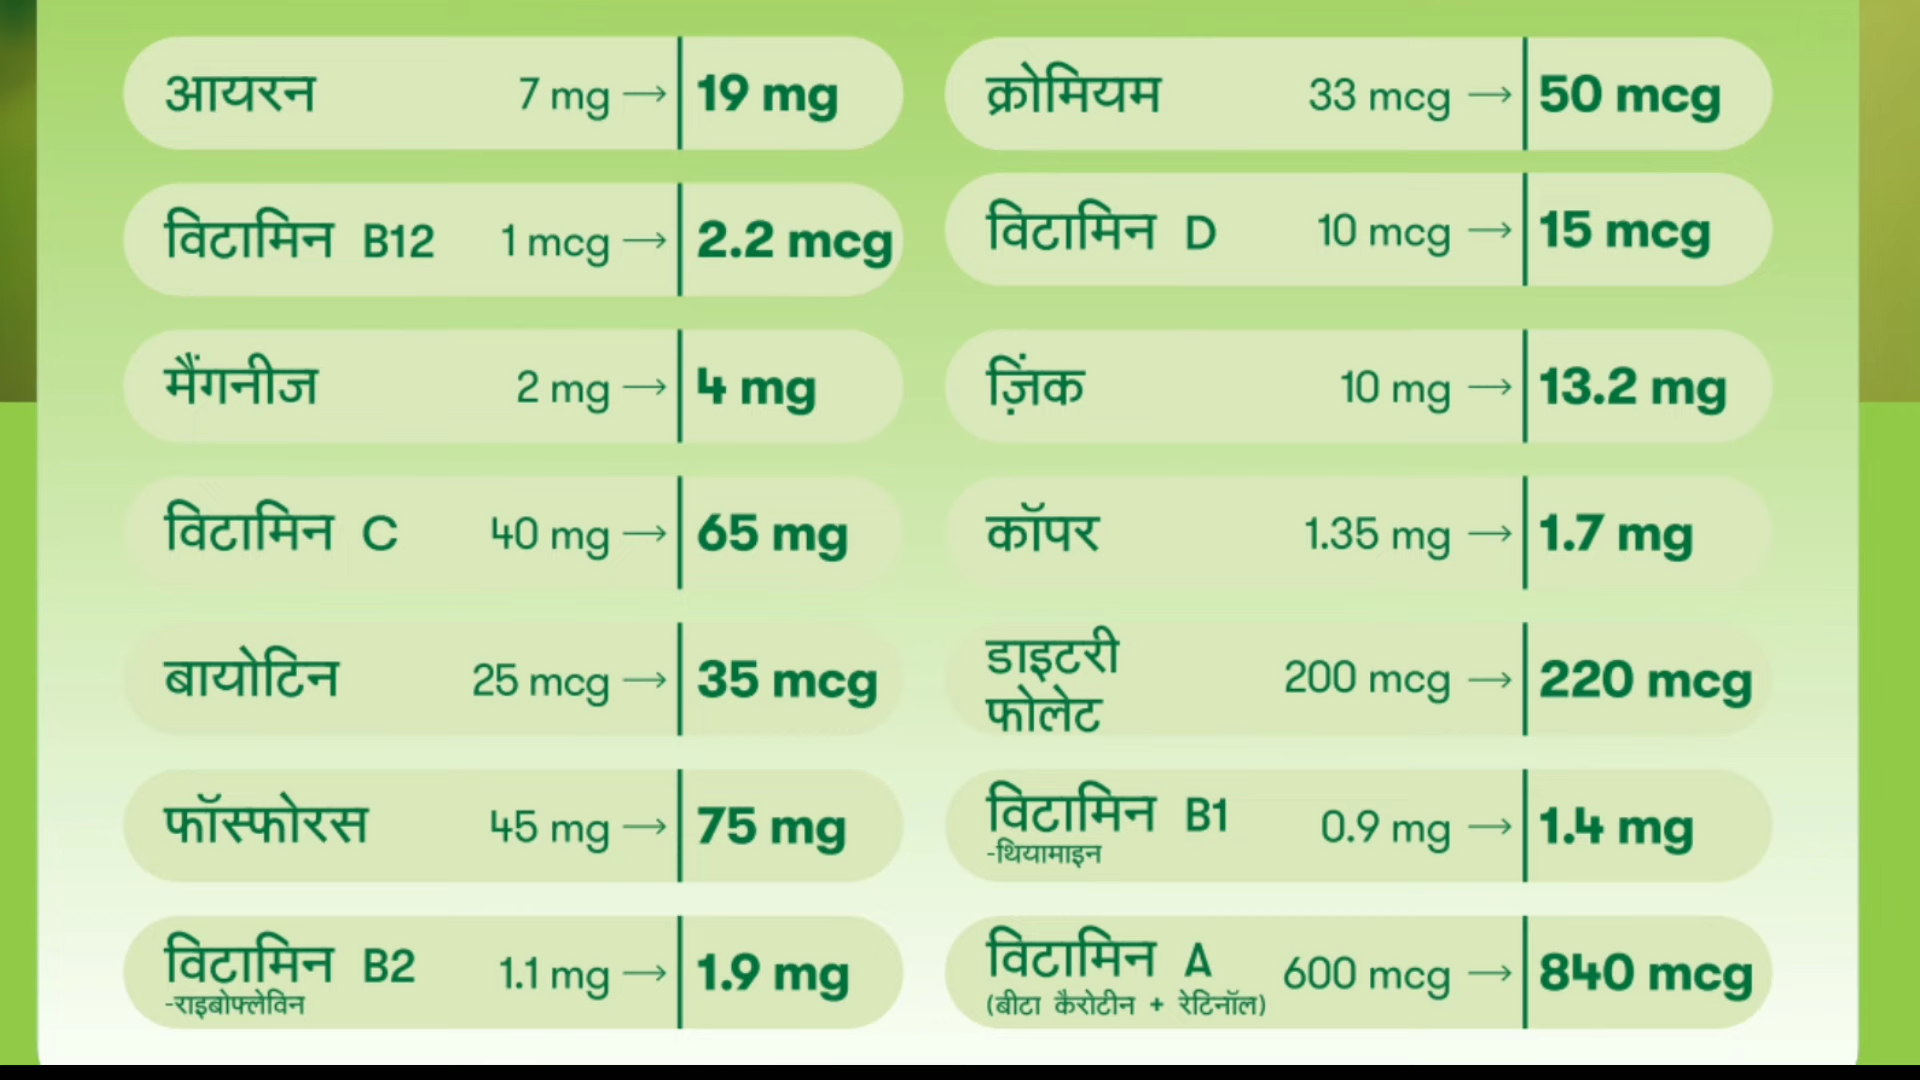 आयरन 7 mg → 19 mg
क्रोमियम 33 mcg → 50 mcg
विटामिन B12 1 mcg → 2.2 mcg
विटामिन D 10 mcg → 15 mcg
मैंगनीज 2 mg → 4 mg
ज़िंक 10 mg → 13.2 mg
विटामिन C 40 mg → 65 mg
कॉपर 1.35 mg → 1.7 mg
बायोटिन 25 mcg → 35 mcg
डाइटरी
फोलेट 200 mcg → 220 mcg
फॉस्फोरस 45 mg → 75 mg
विटामिन B1 0.9 mg → 1.4 mg
-थियामाइन
विटामिन B2 1.1 mg → 1.9 mg
-राइबोफ्लेविन
विटामिन A 600 mcg → 840 mcg
(बीटा कैरोटीन + रेटिनॉल)